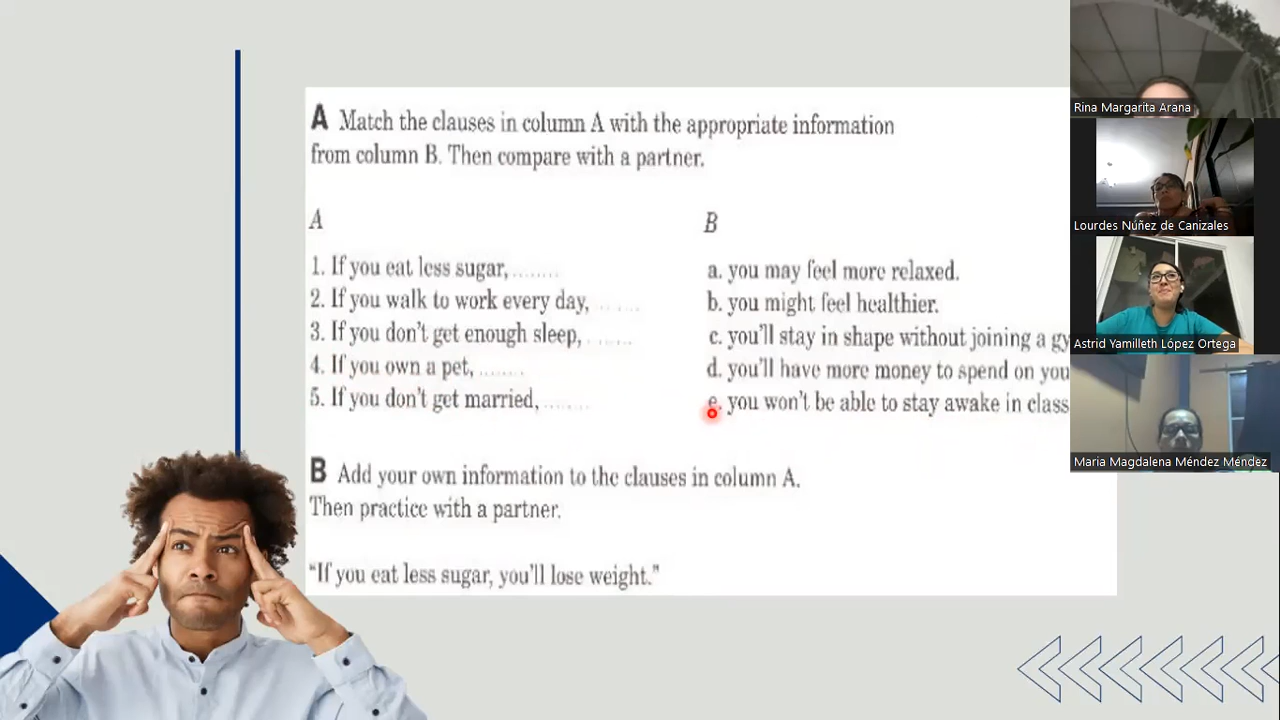 A Match the clauses in column A with the appropriate information
from column B. Then compare with a partner.
A
1. If you eat less sugar, ........
2. If you walk to work every day, ........
3. If you don't get enough sleep, ........
4. If you own a pet, ........
5. If you don't get married, ........
B
a. you may feel more relaxed.
b. you might feel healthier.
c. you'll stay in shape without joining a gy
d. you'll have more money to spend on you
e. you won't be able to stay awake in class
B Add your own information to the clauses in column A.
Then practice with a partner.
"If you eat less sugar, you'll lose weight."
Rina Margarita Arana
Lourdes Núñez de Canizales
Astrid Yamilleth López Ortega
Maria Magdalena Méndez Méndez